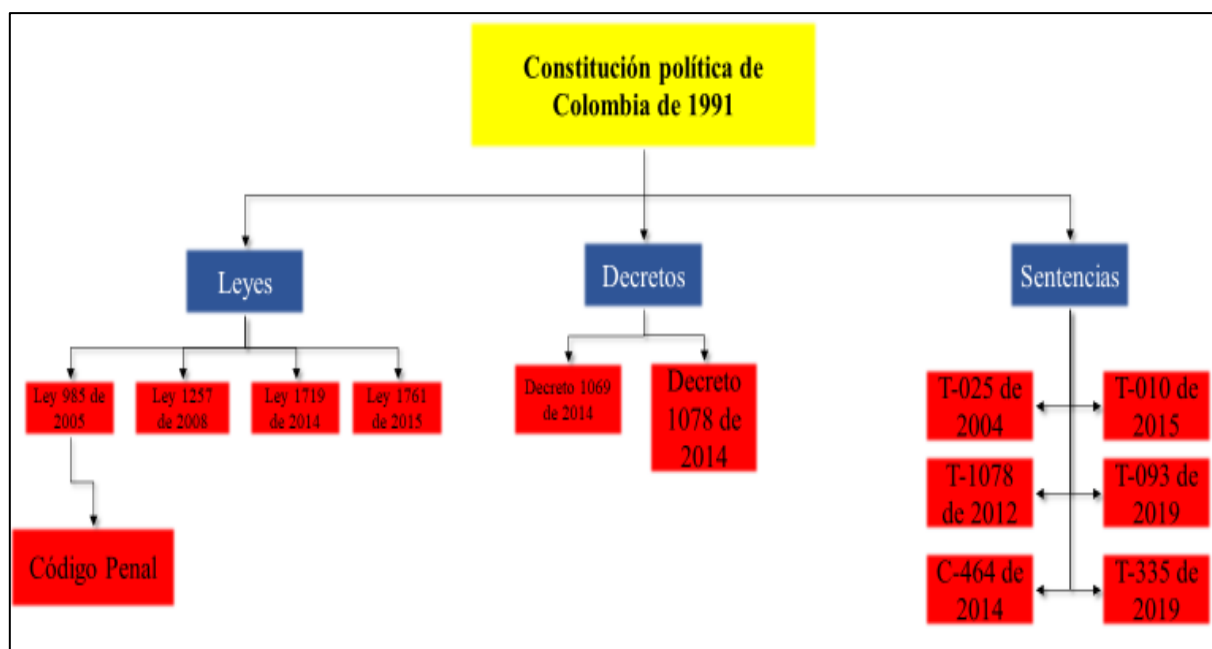 Constitución política de
Colombia de 1991
Leyes
Decretos
Sentencias
Ley 985 de
2005
Ley 1257
de 2008
Ley 1719
de 2014
Ley 1761
de 2015
Código Penal
Decreto 1069
de 2014
Decreto
1078 de
2014
T-025 de
2004
T-010 de
2015
T-1078
de 2012
T-093 de
2019
C-464 de
2014
T-335 de
2019